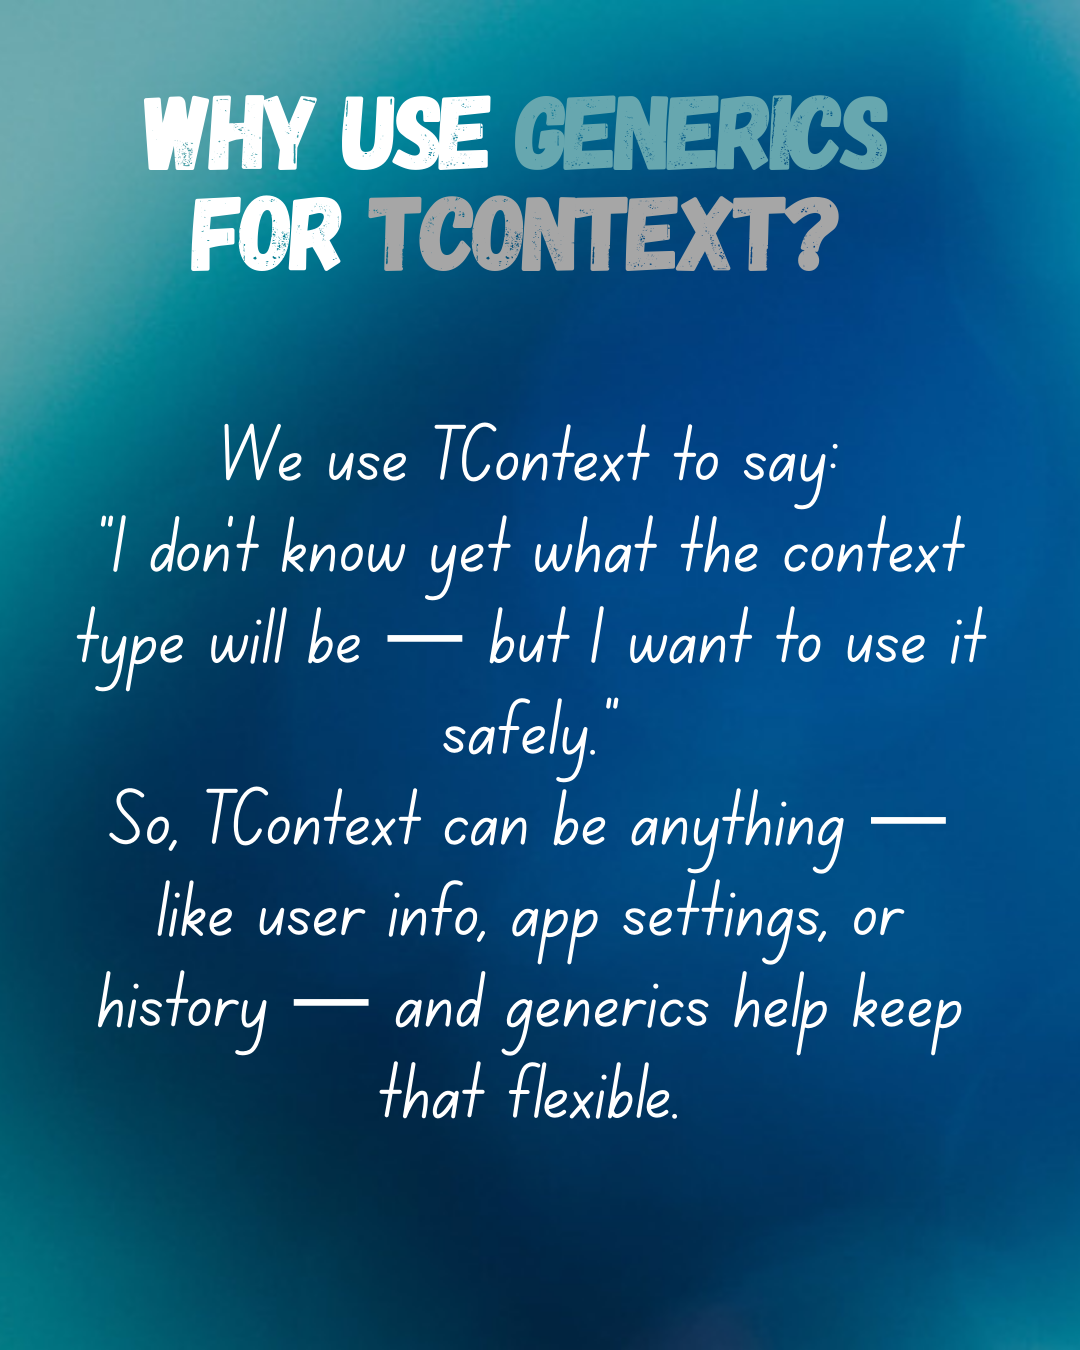 WHY USE GENERICS
FOR TCONTEXT?
We use TContext to say:
"I don't know yet what the context
type will be — but I want to use it
safely."
So, TContext can be anything —
like user info, app settings, or
history — and generics help keep
that flexible.